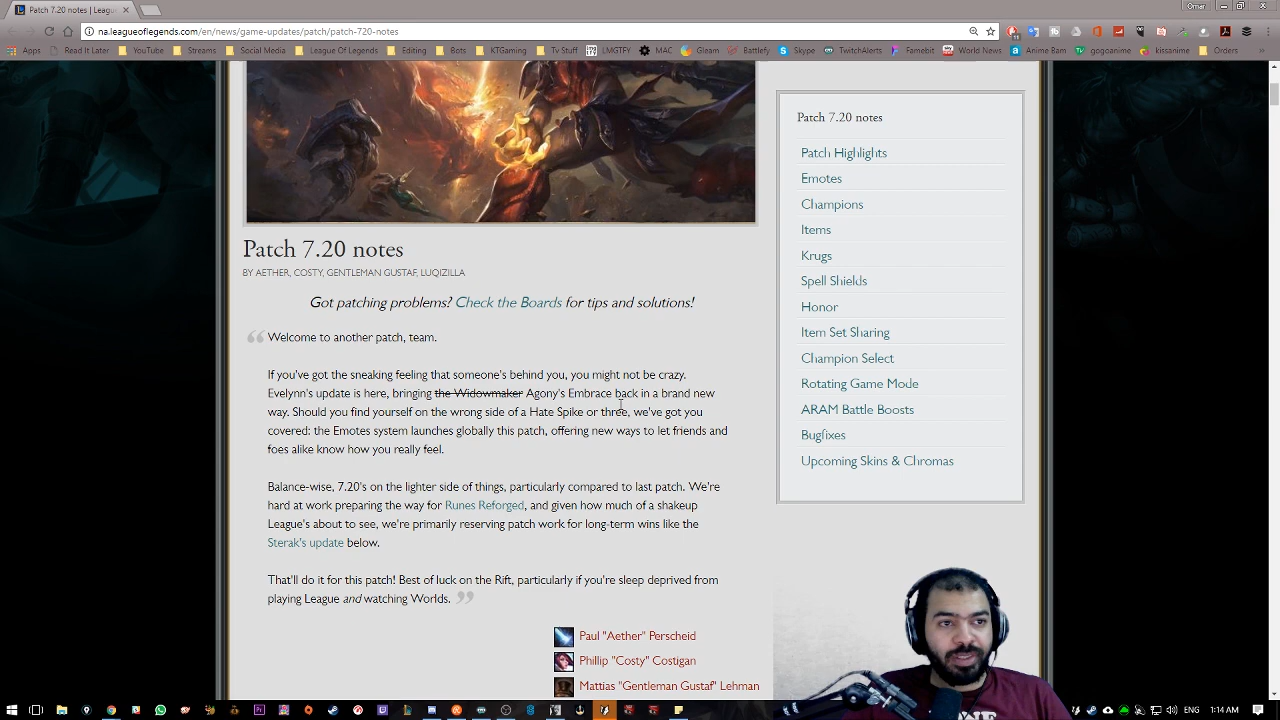 Patch 7.20 notes | Leagu
Omar
na.leagueoflegends.com/en/news/game-updates/patch/patch-720-notes
Apps Read It Later YouTube Streams Social Media League Of Legends Editing Bots KTGaming Tv Stuff LMGTFY MAC Gleam Battlefy Skype TwitchAlerts Famebit World News Anime Bam gogoanime kissanime Orders
Patch 7.20 notes
Patch Highlights
Emotes
Champions
Items
Krugs
Spell Shields
Honor
Item Set Sharing
Champion Select
Rotating Game Mode
ARAM Battle Boosts
Bugfixes
Upcoming Skins & Chromas
Patch 7.20 notes
BY AETHER, COSTY, GENTLEMAN GUSTAF, LUQIZILLA
Got patching problems? Check the Boards for tips and solutions!
“ Welcome to another patch, team.
If you've got the sneaking feeling that someone's behind you, you might not be crazy.
Evelynn's update is here, bringing the Widowmaker Agony's Embrace back in a brand new
way. Should you find yourself on the wrong side of a Hate Spike or three, we've got you
covered: the Emotes system launches globally this patch, offering new ways to let friends and
foes alike know how you really feel.
Balance-wise, 7.20's on the lighter side of things, particularly compared to last patch. We're
hard at work preparing the way for Runes Reforged, and given how much of a shakeup
League's about to see, we're primarily reserving patch work for long-term wins like the
Sterak's update below.
That'll do it for this patch! Best of luck on the Rift, particularly if you're sleep deprived from
playing League and watching Worlds. ”
Paul "Aether" Perscheid
Phillip "Costy" Costigan
Mattias "Gentleman Gustaf" Lehman
ENG 1:14 AM